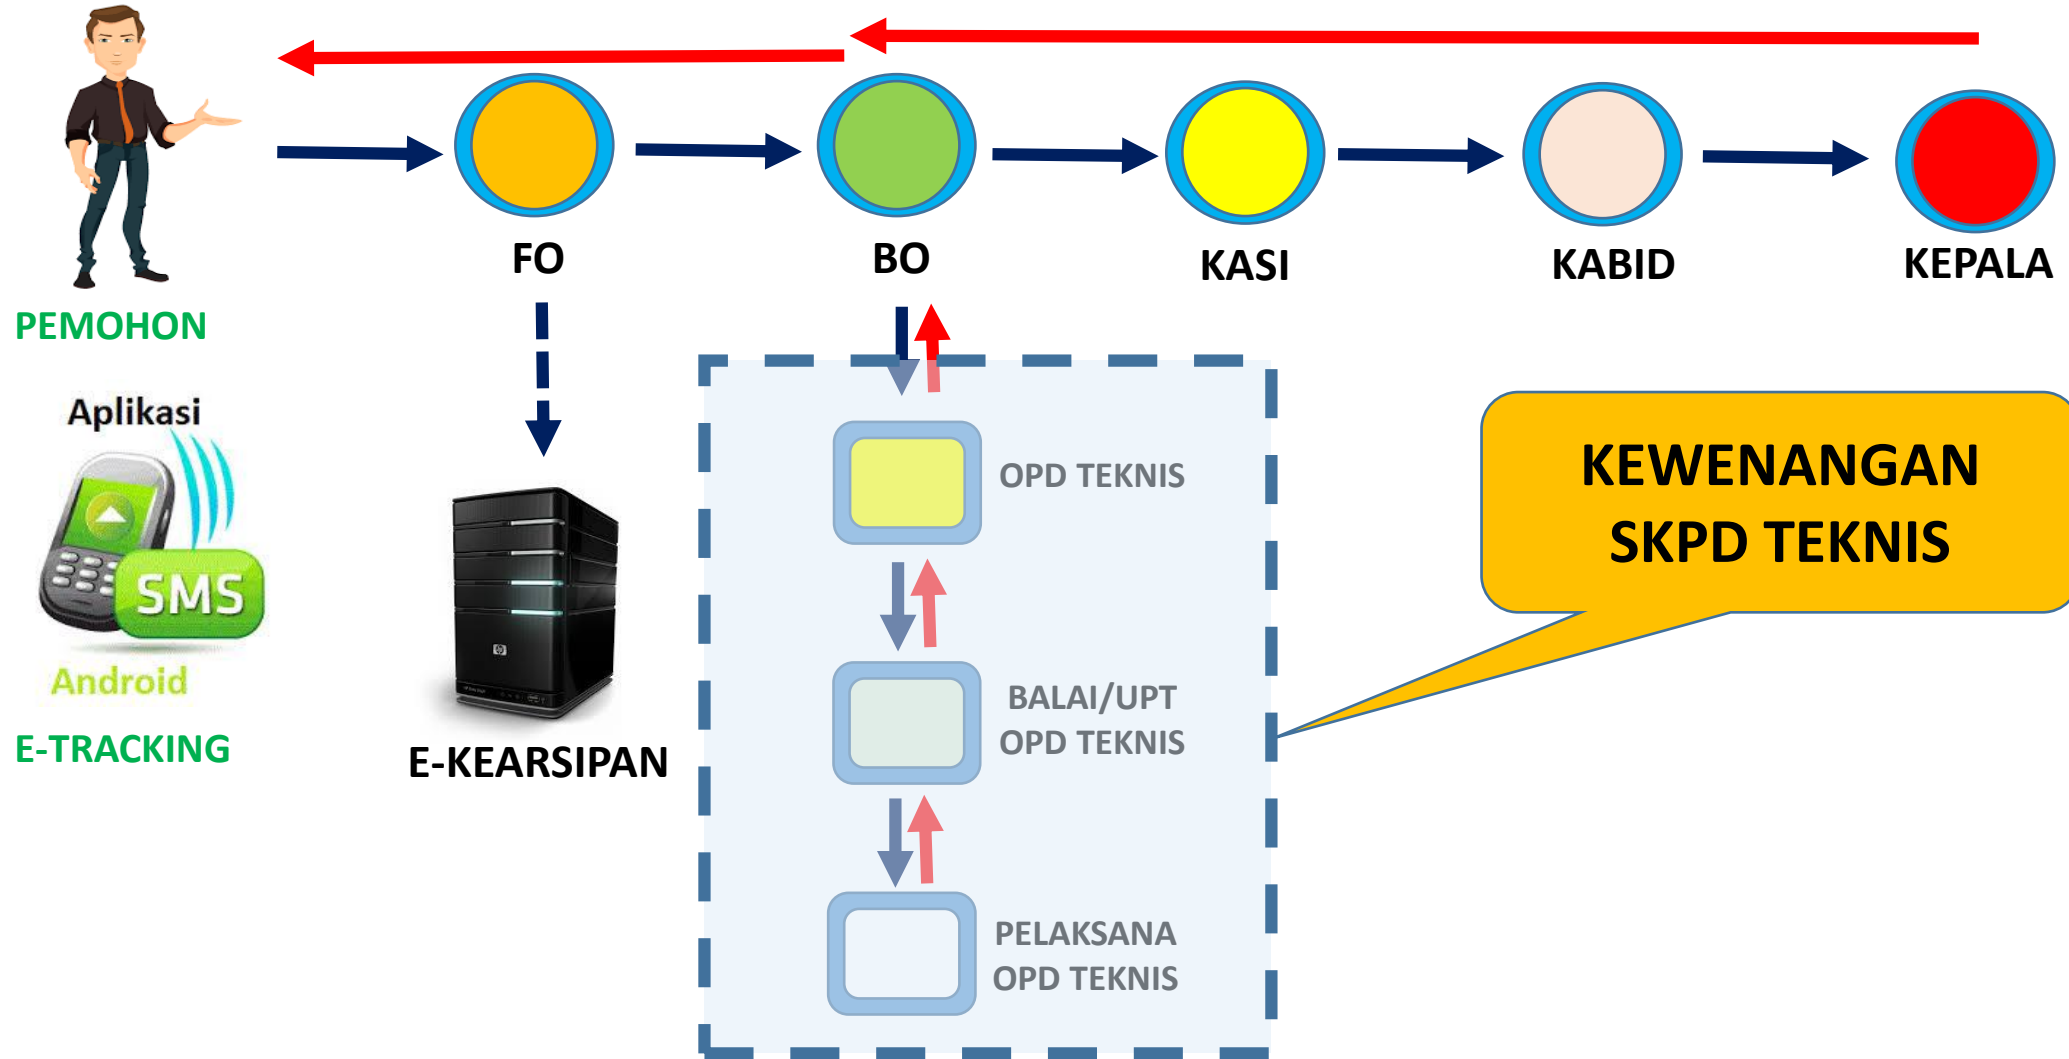 FO
BO
KASI
KABID
KEPALA
PEMOHON
Aplikasi
SMS
Android
E-TRACKING
E-KEARSIPAN
OPD TEKNIS
BALAI/UPT
OPD TEKNIS
PELAKSANA
OPD TEKNIS
KEWENANGAN
SKPD TEKNIS